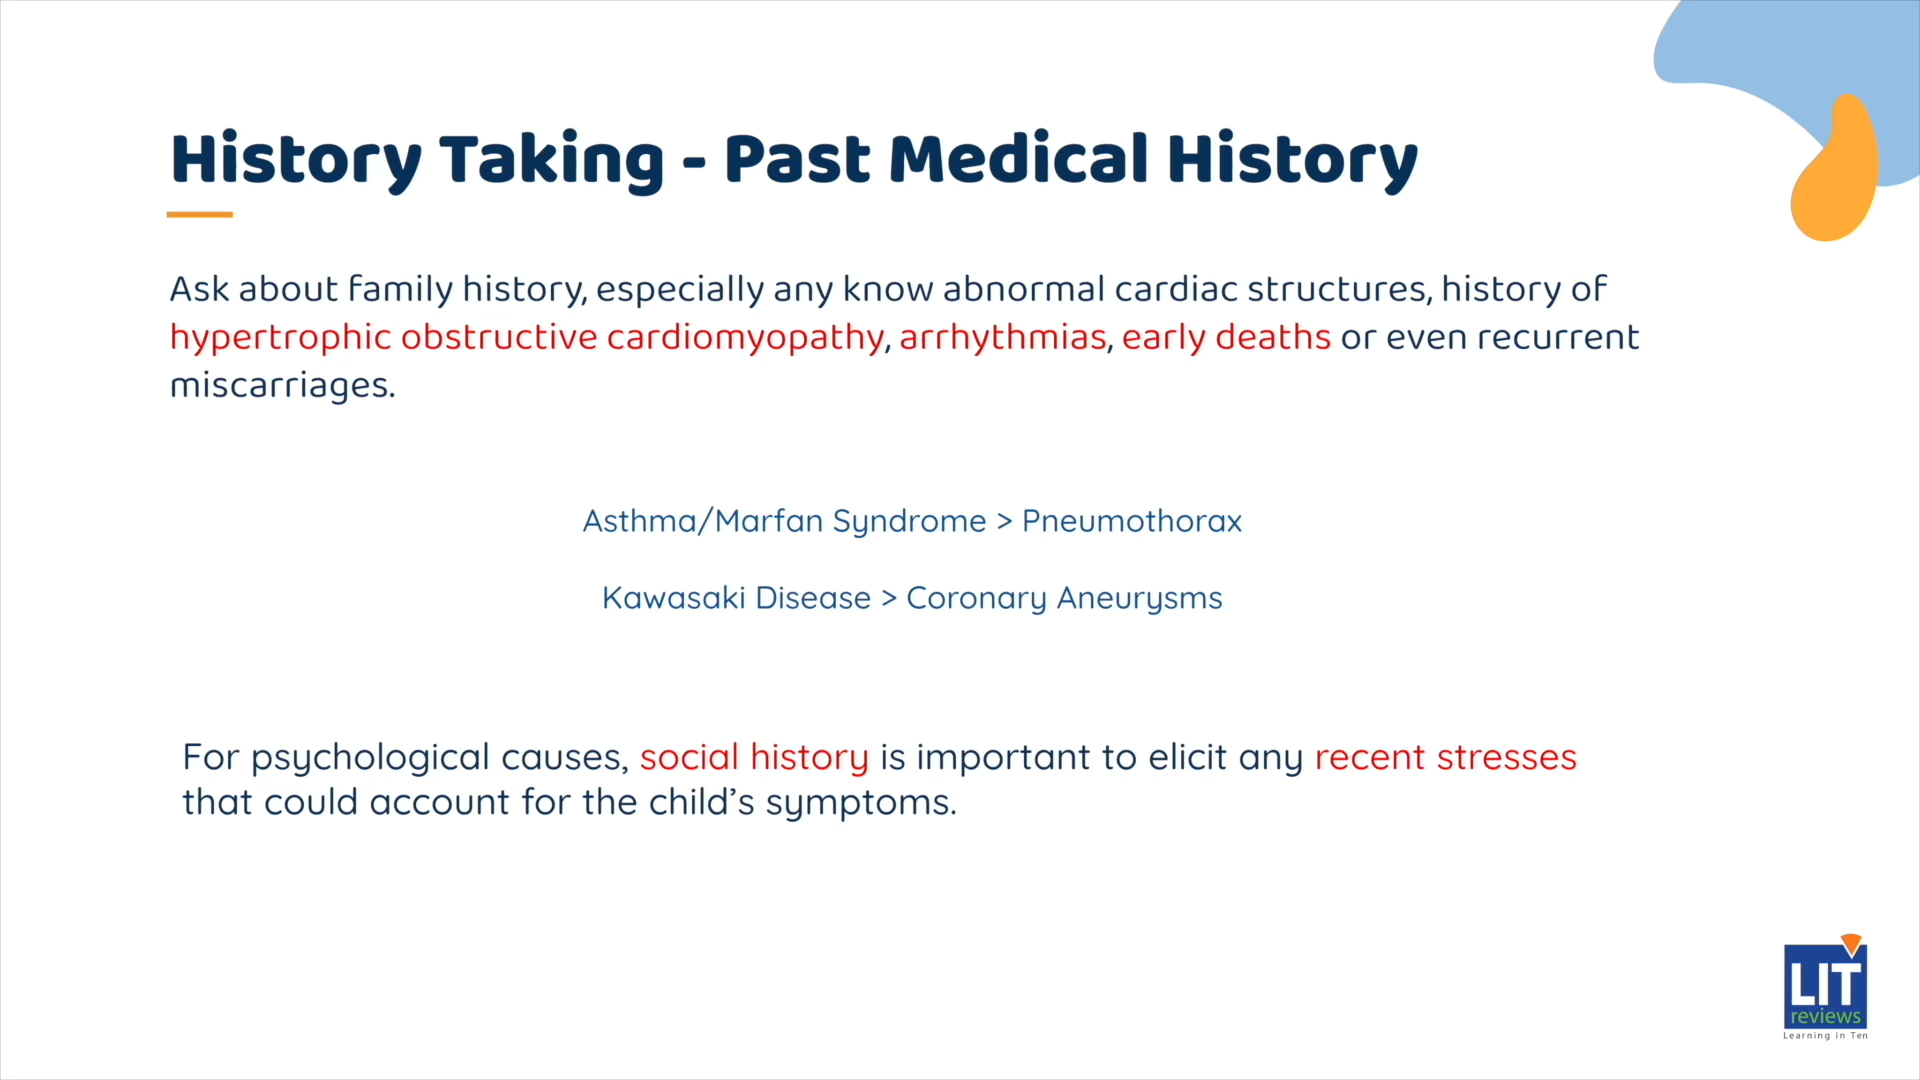 History Taking - Past Medical History
Ask about family history, especially any know abnormal cardiac structures, history of
hypertrophic obstructive cardiomyopathy, arrhythmias, early deaths or even recurrent
miscarriages.
Asthma/Marfan Syndrome > Pneumothorax
Kawasaki Disease > Coronary Aneurysms
For psychological causes, social history is important to elicit any recent stresses
that could account for the child’s symptoms.
LIT
reviews
Learning in Ten